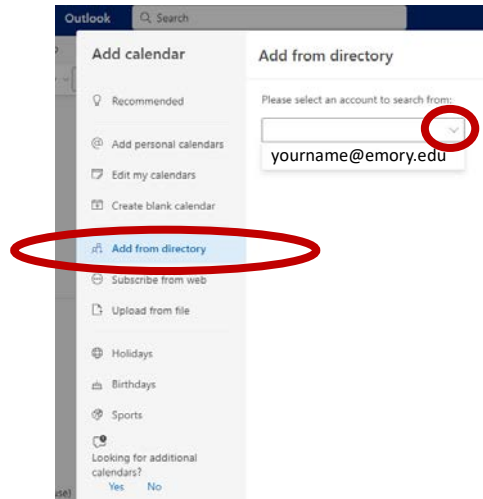 Outlook
Search
Add calendar
Recommended
Add personal calendars
Edit my calendars
Create blank calendar
Add from directory
Subscribe from web
Upload from file
Holidays
Birthdays
Sports
Looking for additional
calendars?
Yes No
Add from directory
Please select an account to search from:
yourname@emory.edu